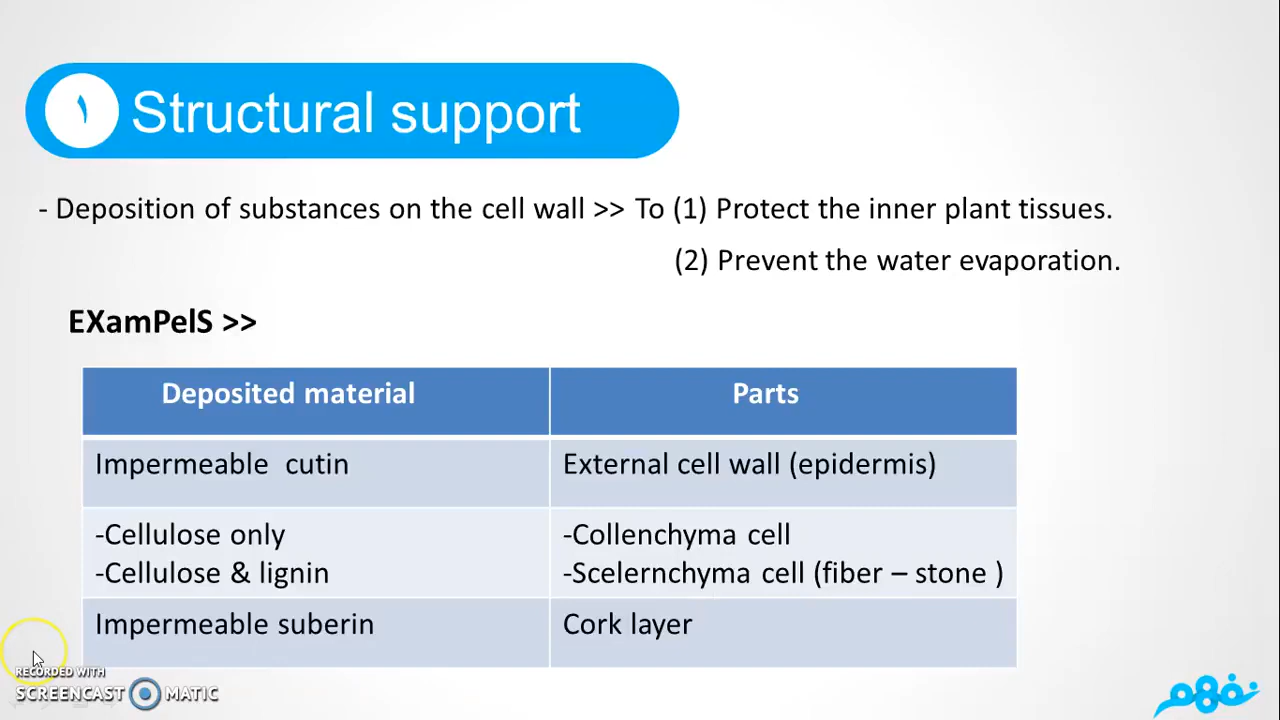 ١ Structural support
- Deposition of substances on the cell wall >> To (1) Protect the inner plant tissues.
(2) Prevent the water evaporation.
EXamPelS >>
Deposited material Parts
Impermeable cutin External cell wall (epidermis)
-Cellulose only -Collenchyma cell
-Cellulose & lignin -Scelernchyma cell (fiber – stone )
Impermeable suberin Cork layer
RECORDED WITH
SCREENCAST MATIC
نفهم